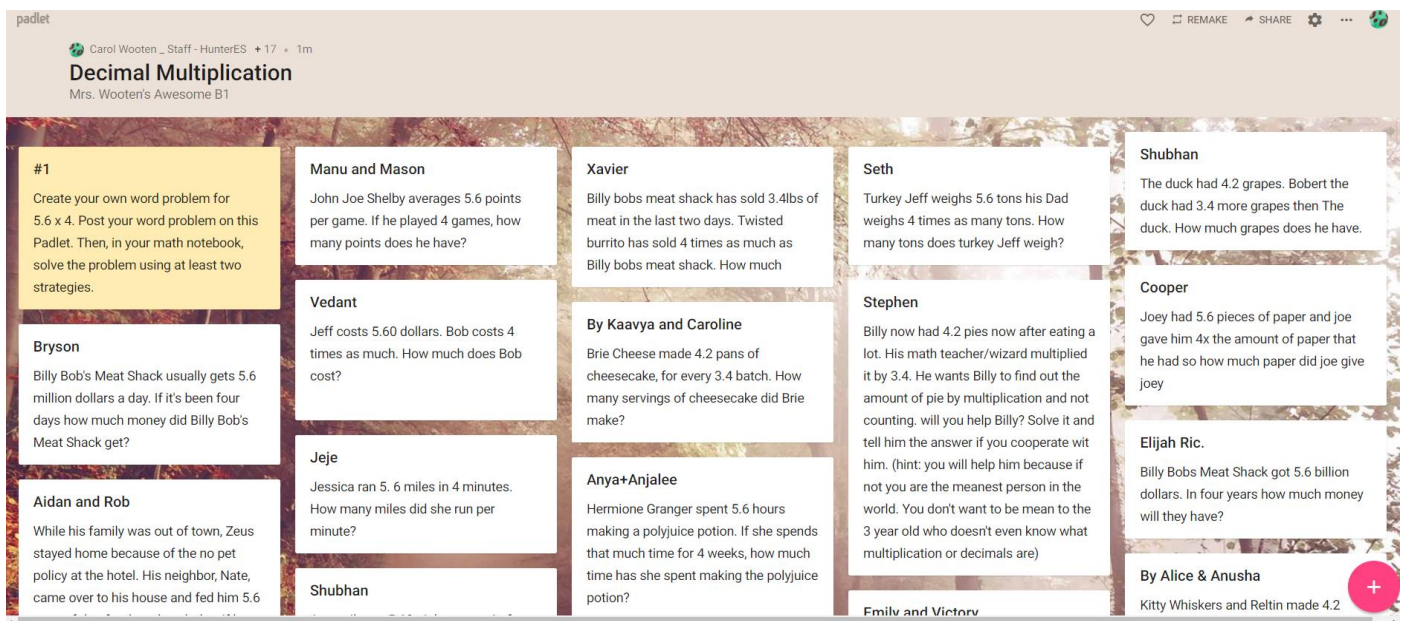 padlet
REMAKE
SHARE
Carol Wooten _ Staff - HunterES + 17 • 1m
Decimal Multiplication
Mrs. Wooten's Awesome B1
#1
Create your own word problem for
5.6 x 4. Post your word problem on this
Padlet. Then, in your math notebook,
solve the problem using at least two
strategies.
Bryson
Billy Bob's Meat Shack usually gets 5.6
million dollars a day. If it's been four
days how much money did Billy Bob's
Meat Shack get?
Aidan and Rob
While his family was out of town, Zeus
stayed home because of the no pet
policy at the hotel. His neighbor, Nate,
came over to his house and fed him 5.6
Manu and Mason
John Joe Shelby averages 5.6 points
per game. If he played 4 games, how
many points does he have?
Vedant
Jeff costs 5.60 dollars. Bob costs 4
times as much. How much does Bob
cost?
Jeje
Jessica ran 5. 6 miles in 4 minutes.
How many miles did she run per
minute?
Shubhan
Xavier
Billy bobs meat shack has sold 3.4lbs of
meat in the last two days. Twisted
burrito has sold 4 times as much as
Billy bobs meat shack. How much
By Kaavya and Caroline
Brie Cheese made 4.2 pans of
cheesecake, for every 3.4 batch. How
many servings of cheesecake did Brie
make?
Anya+Anjalee
Hermione Granger spent 5.6 hours
making a polyjuice potion. If she spends
that much time for 4 weeks, how much
time has she spent making the polyjuice
potion?
Seth
Turkey Jeff weighs 5.6 tons his Dad
weighs 4 times as many tons. How
many tons does turkey Jeff weigh?
Stephen
Billy now had 4.2 pies now after eating a
lot. His math teacher/wizard multiplied
it by 3.4. He wants Billy to find out the
amount of pie by multiplication and not
counting. will you help Billy? Solve it and
tell him the answer if you cooperate wit
him. (hint: you will help him because if
not you are the meanest person in the
world. You don't want to be mean to the
3 year old who doesn't even know what
multiplication or decimals are)
Emily and Victory
Shubhan
The duck had 4.2 grapes. Bobert the
duck had 3.4 more grapes then The
duck. How much grapes does he have.
Cooper
Joey had 5.6 pieces of paper and joe
gave him 4x the amount of paper that
he had so how much paper did joe give
joey
Elijah Ric.
Billy Bobs Meat Shack got 5.6 billion
dollars. In four years how much money
will they have?
By Alice & Anusha
Kitty Whiskers and Reltin made 4.2